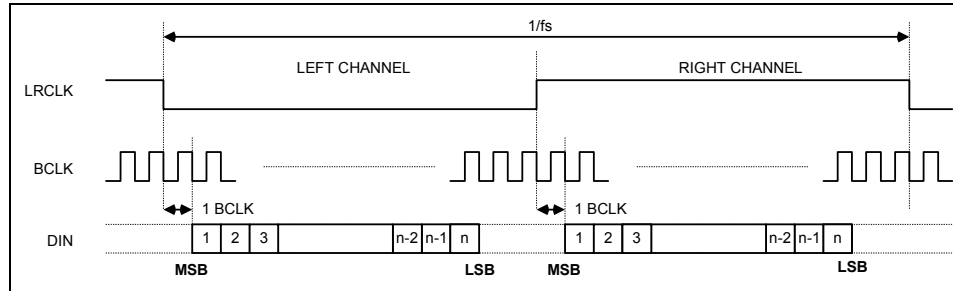 1/fs
LEFT CHANNEL RIGHT CHANNEL
LRCLK
BCLK
1 BCLK 1 BCLK
DIN 1 2 3 n-2 n-1 n 1 2 3 n-2 n-1 n
MSB LSB MSB LSB